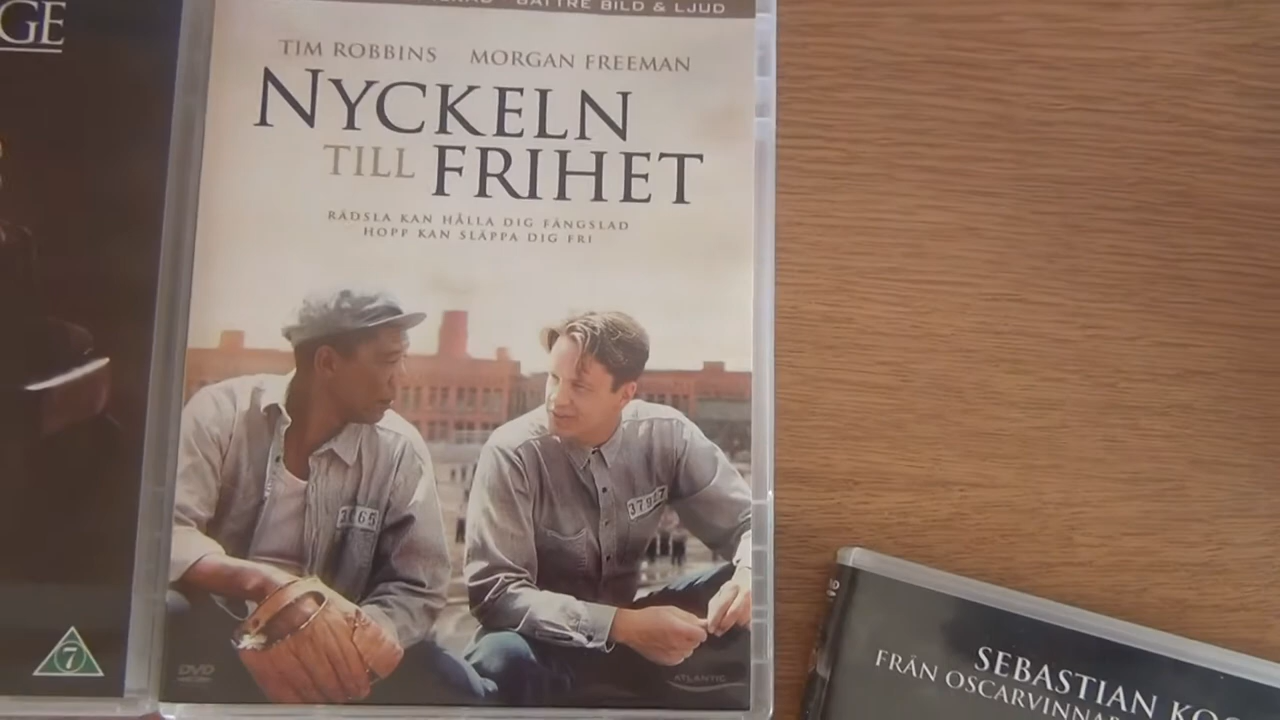 GE
BÄTTRE BILD & LJUD
TIM ROBBINS MORGAN FREEMAN
NYCKELN
TILL FRIHET
RÄDSLA KAN HÅLLA DIG FÄNGSLAD
HOPP KAN SLÄPPA DIG FRI
37927
7
DVD
ATLANTIC
SEBASTIAN
FRÅN